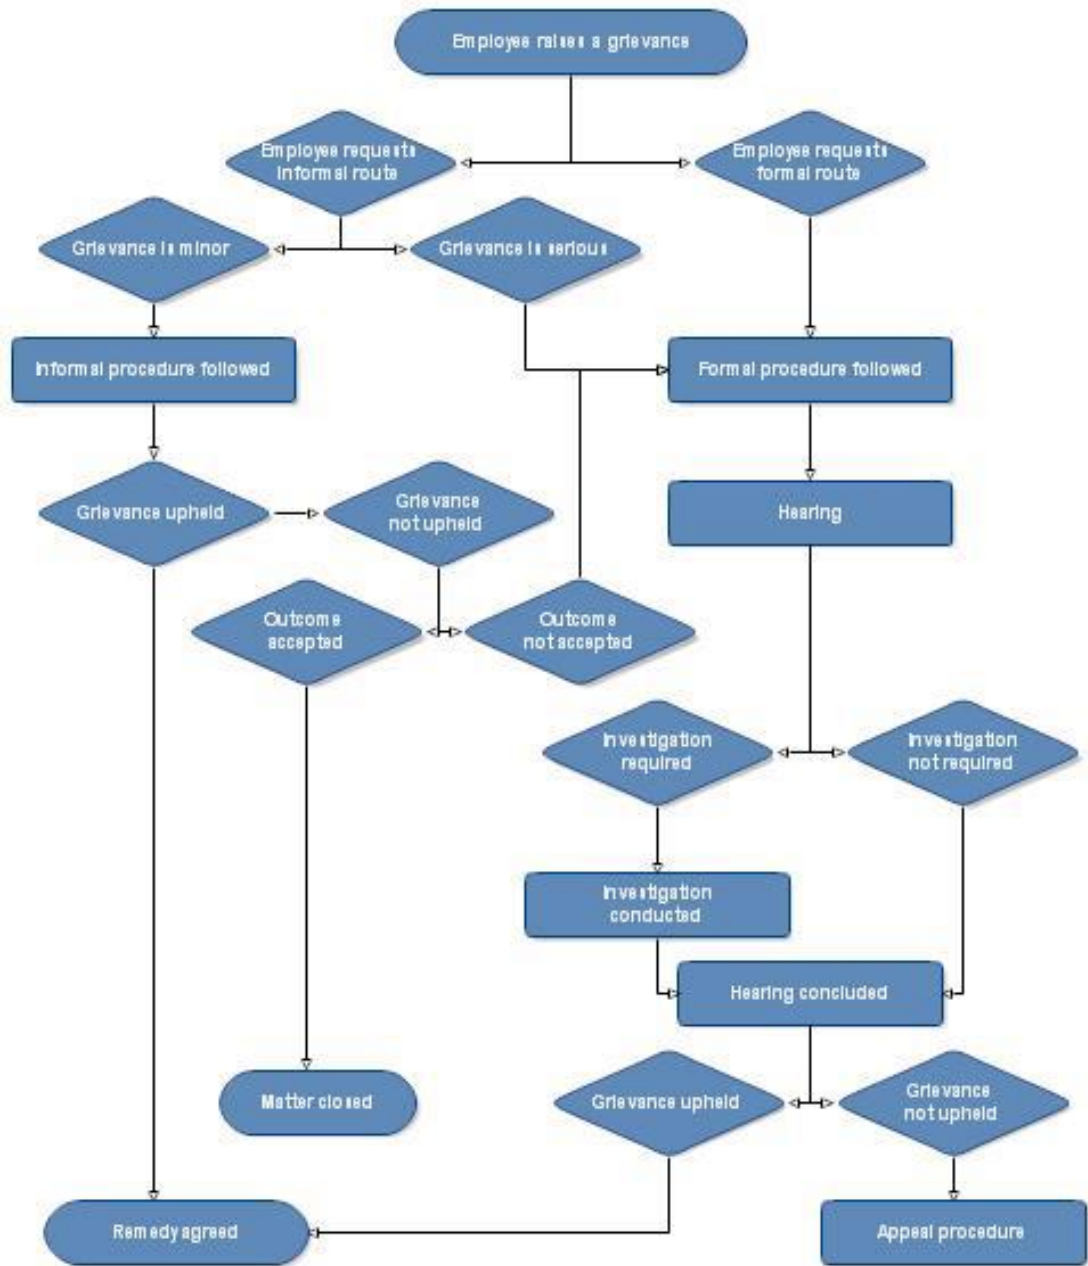 Employee raises a grievance
Employee requests
informal route
Employee requests
formal route
Grievance is minor
Grievance is serious
Informal procedure followed
Formal procedure followed
Grievance upheld
Grievance
not upheld
Hearing
Outcome
accepted
Outcome
not accepted
Investigation
required
Investigation
not required
Investigation
conducted
Hearing concluded
Matter closed
Grievance upheld
Grievance
not upheld
Remedy agreed
Appeal procedure